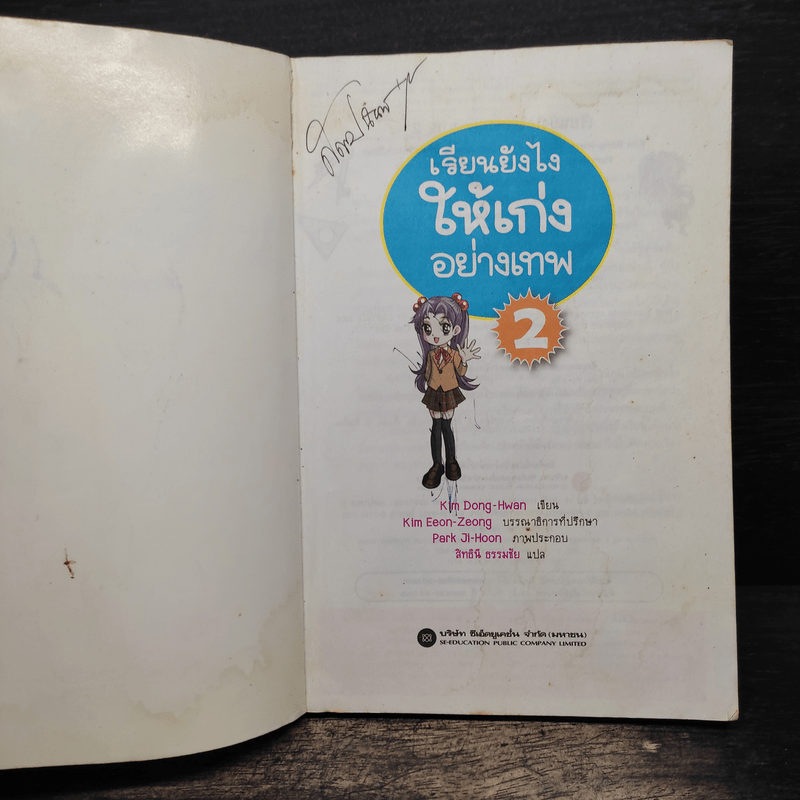 เรียนยังไง
ให้เก่ง
อย่างเทพ
2
Kim Dong-Hwan เขียน
Kim Eeon-Zeong บรรณาธิการที่ปรึกษา
Park Ji-Hoon ภาพประกอบ
สิทธินี ธรรมชัย แปล
บริษัท ซีเอ็ดยูเคชั่น จำกัด (มหาชน)
SE-EDUCATION PUBLIC COMPANY LIMITED